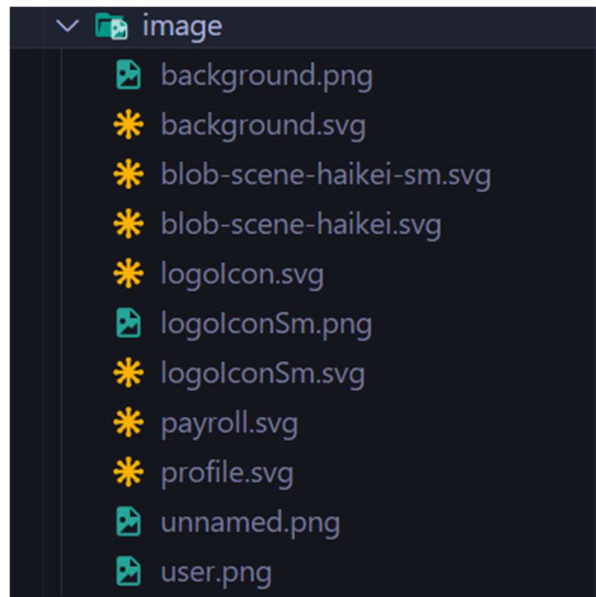 image
background.png
background.svg
blob-scene-haikei-sm.svg
blob-scene-haikei.svg
logoIcon.svg
logoIconSm.png
logoIconSm.svg
payroll.svg
profile.svg
unnamed.png
user.png